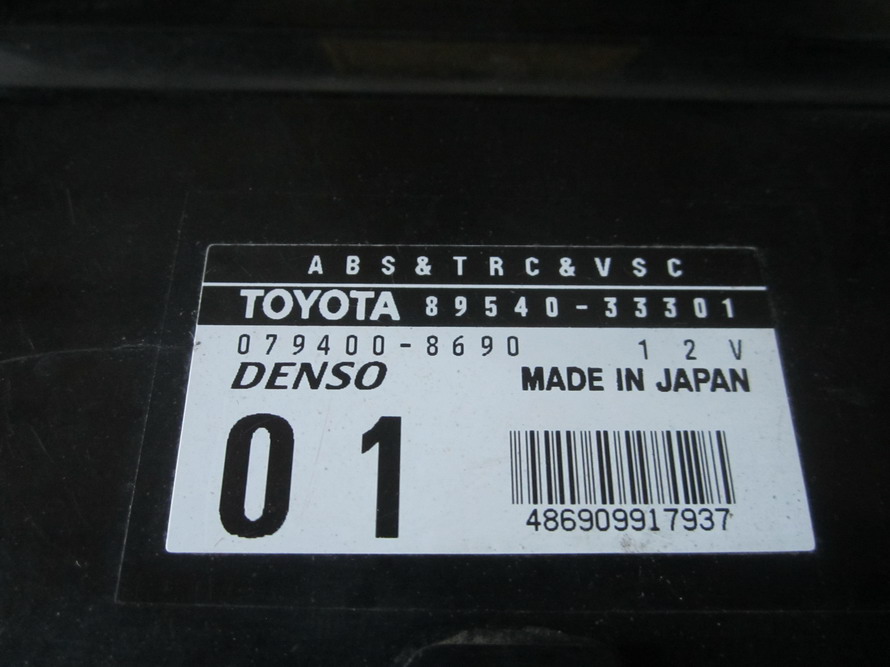 ABS&TRC&VSC
TOYOTA 89540-33301
079400-8690 12V
DENSO MADE IN JAPAN
01
486909917937